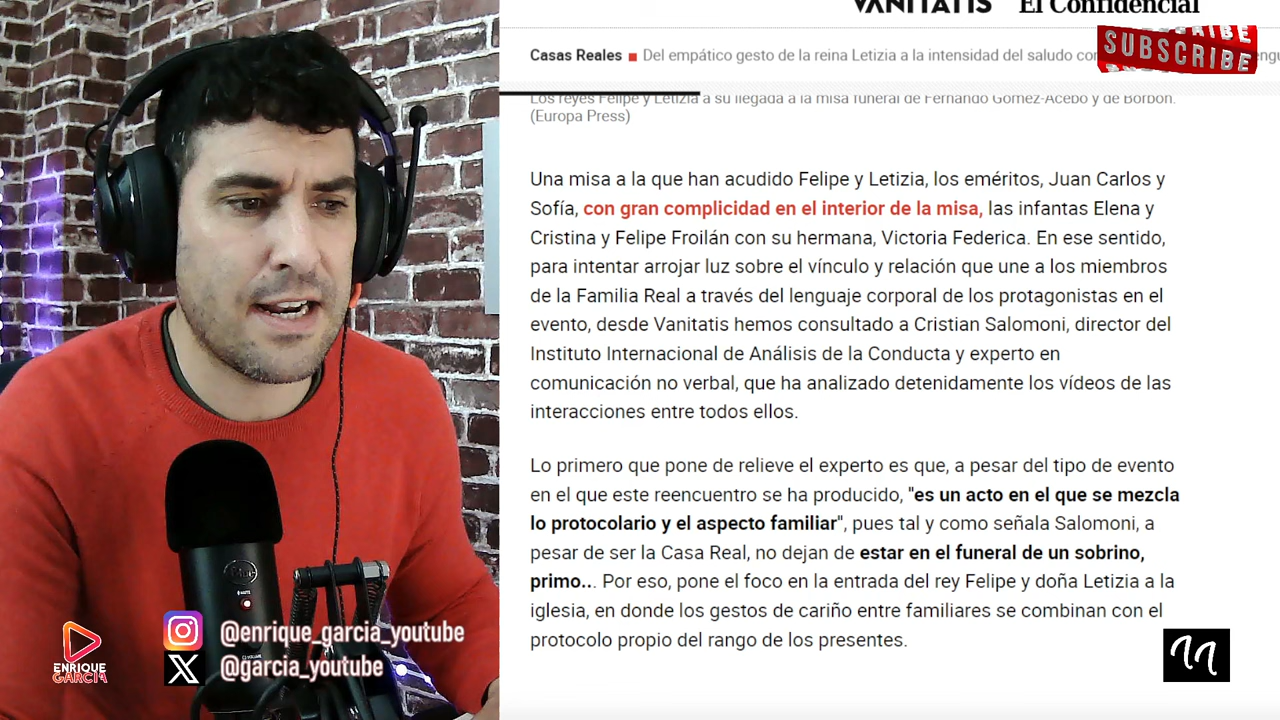 VANITATIS El Confidencial
SUBSCRIBE
Casas Reales Del empático gesto de la reina Letizia a la intensidad del saludo
Los reyes Felipe y Letizia a su llegada a la misa funeral de Fernando Gómez-Acebo y de Borbón.
(Europa Press)
Una misa a la que han acudido Felipe y Letizia, los eméritos, Juan Carlos y
Sofía, con gran complicidad en el interior de la misa, las infantas Elena y
Cristina y Felipe Froilán con su hermana, Victoria Federica. En ese sentido,
para intentar arrojar luz sobre el vínculo y relación que une a los miembros
de la Familia Real a través del lenguaje corporal de los protagonistas en el
evento, desde Vanitatis hemos consultado a Cristian Salomoni, director del
Instituto Internacional de Análisis de la Conducta y experto en
comunicación no verbal, que ha analizado detenidamente los vídeos de las
interacciones entre todos ellos.
Lo primero que pone de relieve el experto es que, a pesar del tipo de evento
en el que este reencuentro se ha producido, "es un acto en el que se mezcla
lo protocolario y el aspecto familiar", pues tal y como señala Salomoni, a
pesar de ser la Casa Real, no dejan de estar en el funeral de un sobrino,
primo... Por eso, pone el foco en la entrada del rey Felipe y doña Letizia a la
iglesia, en donde los gestos de cariño entre familiares se combinan con el
protocolo propio del rango de los presentes.
@enrique_garcia_youtube
@garcia_youtube
ENRIQUE
GARCIA